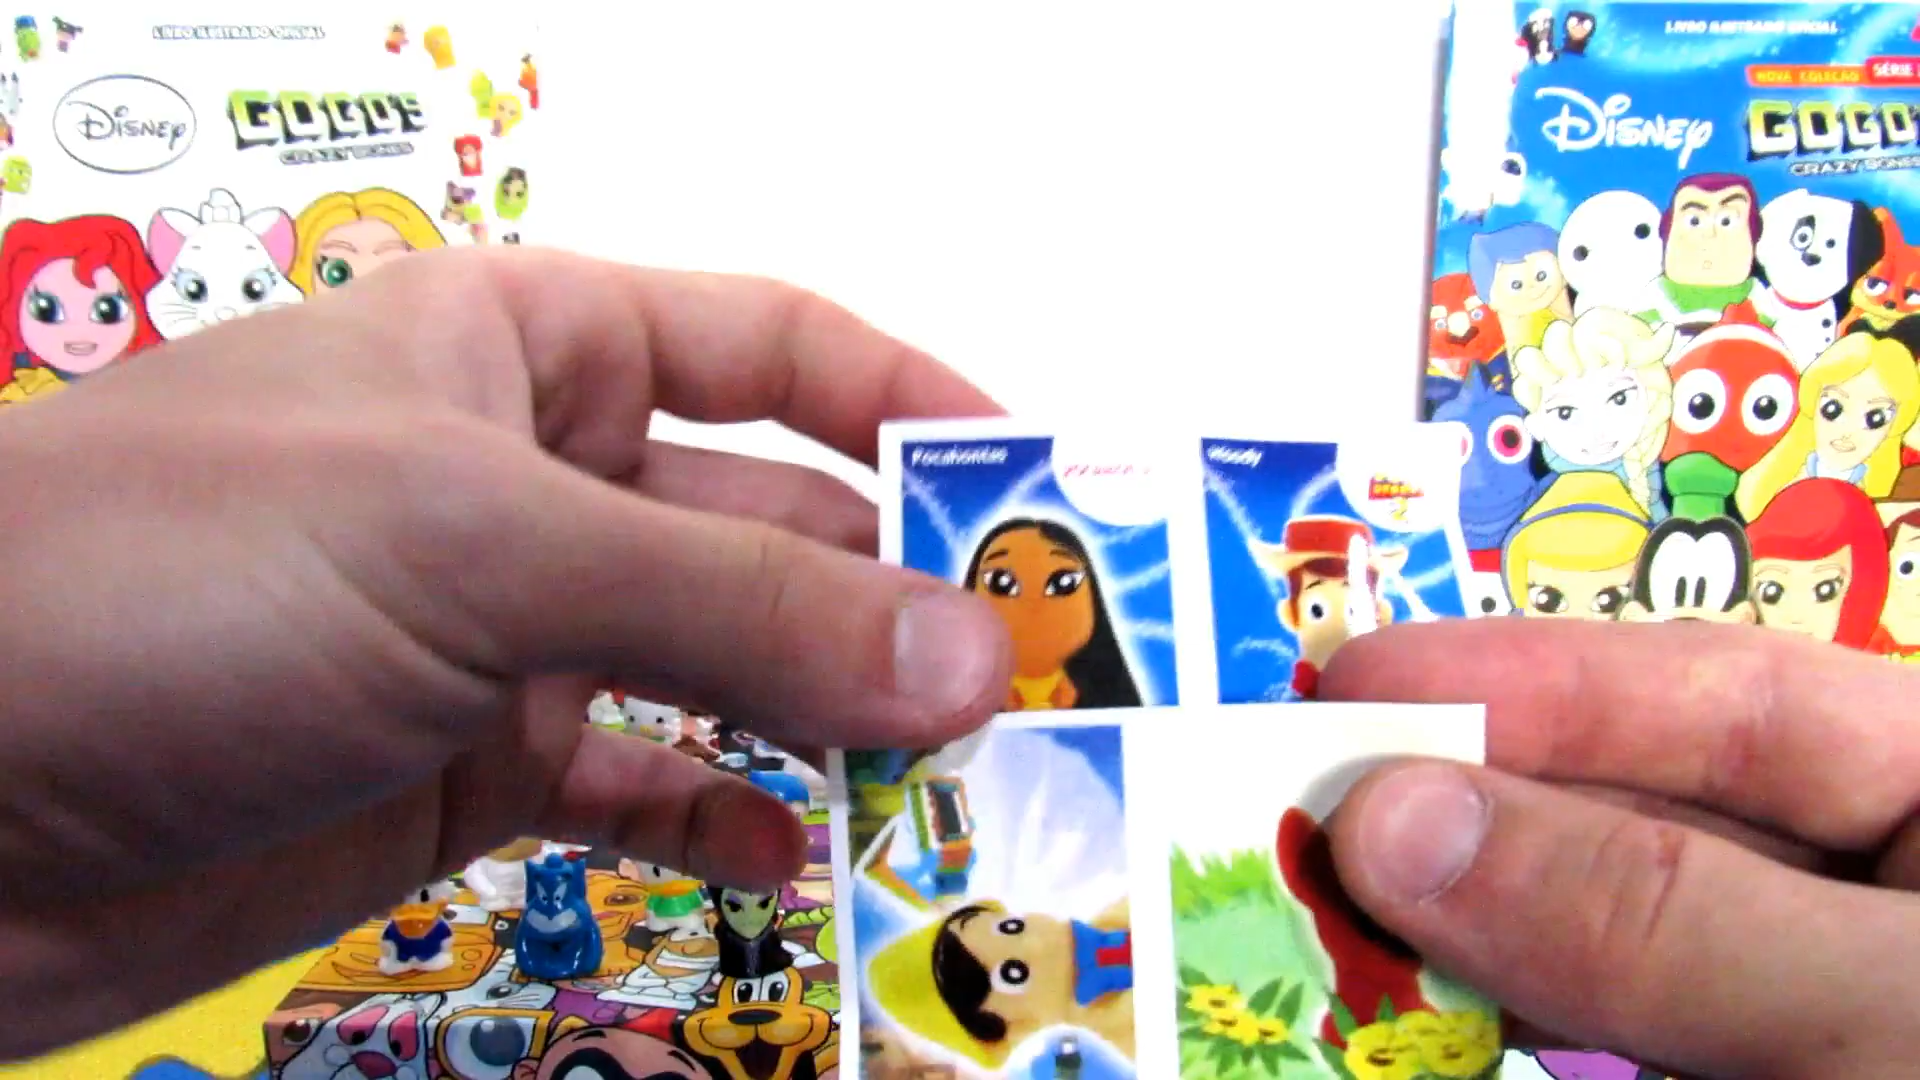 LIVRO ILUSTRADO OFICIAL
Disney
GOGO'S
CRAZY BONES
LIVRO ILUSTRADO OFICIAL
NOVA COLEÇÃO
SÉRIE
Disney
GOGO'
CRAZY BONES
Pocahontas
Woody